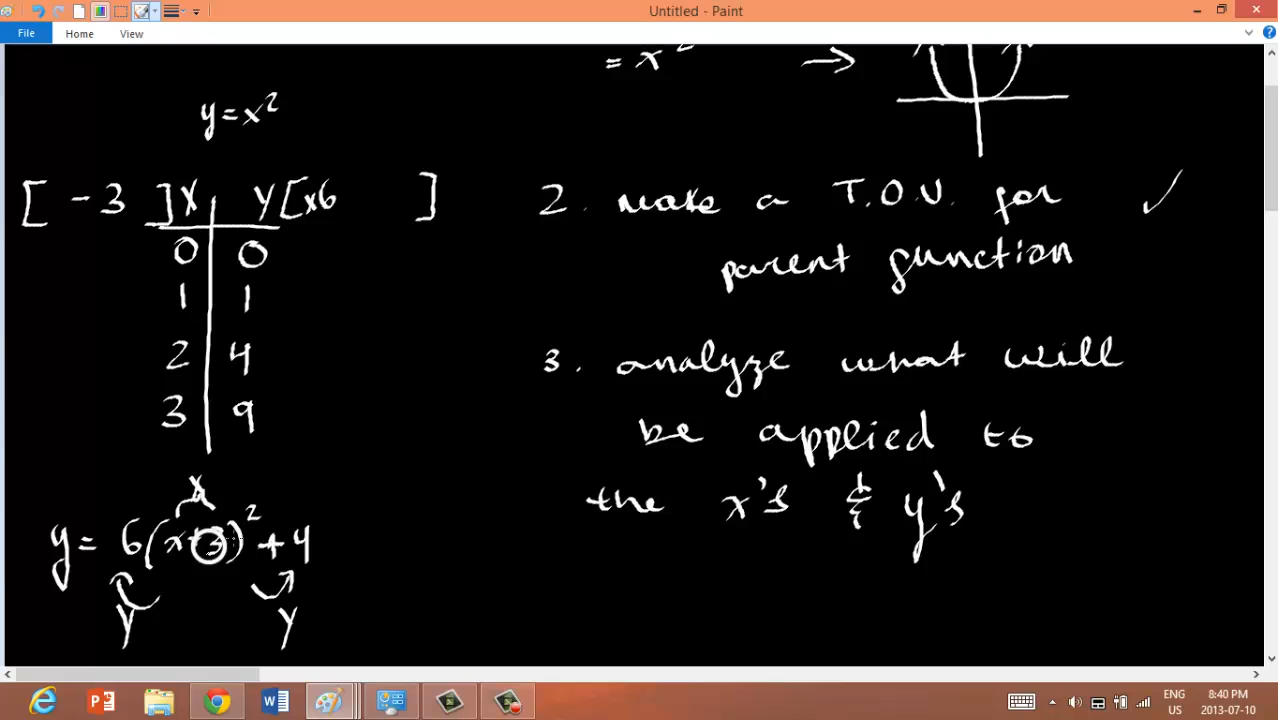 Untitled - Paint
File Home View
= x²
y = x²
[ -3 ] x y [ x6 ]
0 0
1 1
2 4
3 9
2. make a T.O.V. for ✓
parent function
3. analyze what will
be applied to
the x's & y's
x
y = 6(x+3)² + 4
y y
ENG 8:40 PM
US 2013-07-10